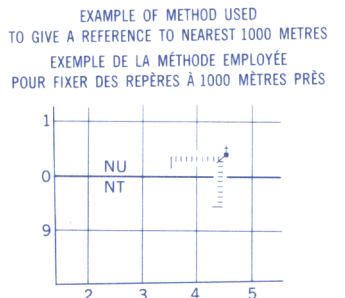 EXAMPLE OF METHOD USED
TO GIVE A REFERENCE TO NEAREST 1000 METRES
EXEMPLE DE LA MÉTHODE EMPLOYÉE
POUR FIXER DES REPÈRES À 1000 MÈTRES PRÈS
1
NU
0
NT
9
2 3 4 5